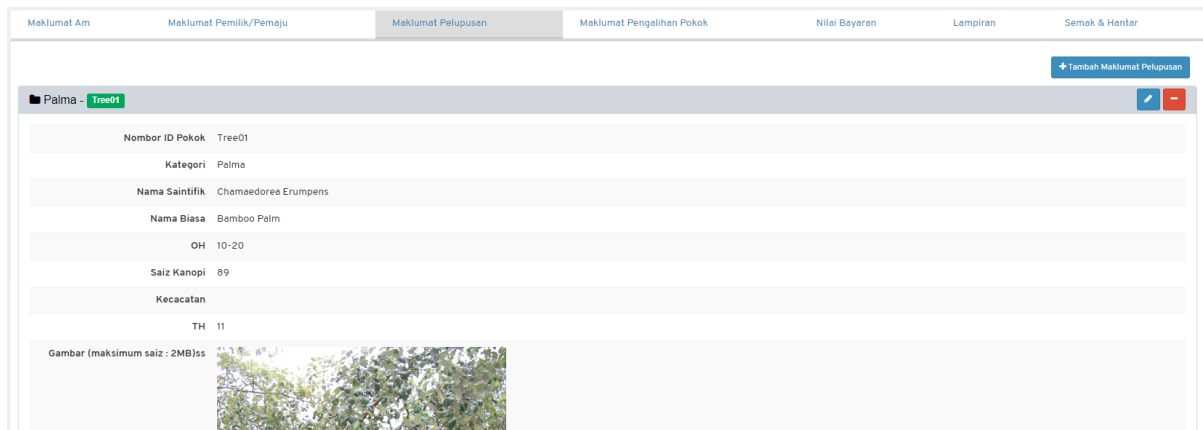 Maklumat Am Maklumat Pemilik/Pemaju Maklumat Pelupusan Maklumat Pengalihan Pokok Nilai Bayaran Lampiran Semak & Hantar
+ Tambah Maklumat Pelupusan
Palma - Tree01
Nombor ID Pokok Tree01
Kategori Palma
Nama Saintifik Chamaedorea Erumpens
Nama Biasa Bamboo Palm
OH 10-20
Saiz Kanopi 89
Kecacatan
TH 11
Gambar (maksimum saiz : 2MB)ss